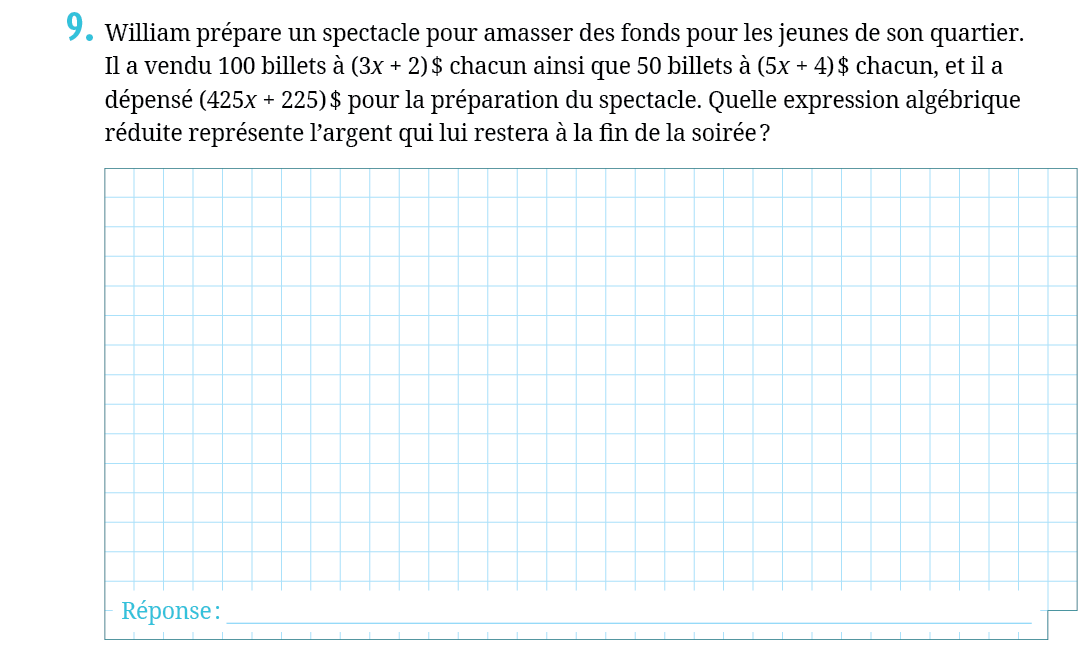 9. William prépare un spectacle pour amasser des fonds pour les jeunes de son quartier.
Il a vendu 100 billets à (3x + 2) $ chacun ainsi que 50 billets à (5x + 4) $ chacun, et il a
dépensé (425x + 225) $ pour la préparation du spectacle. Quelle expression algébrique
réduite représente l’argent qui lui restera à la fin de la soirée ?
Réponse :